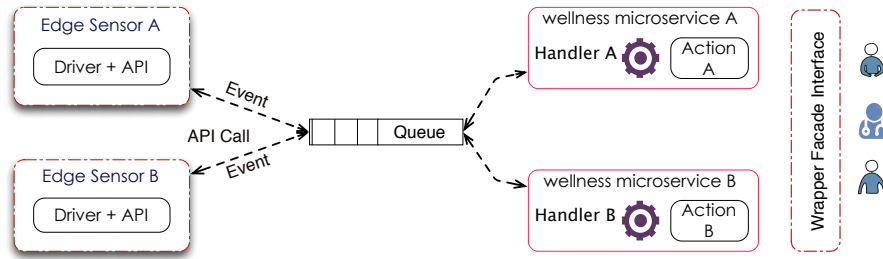 Edge Sensor A
Driver + API
Event
API Call
Event
Edge Sensor B
Driver + API
Queue
wellness microservice A
Handler A
Action
A
wellness microservice B
Handler B
Action
B
Wrapper Facade Interface